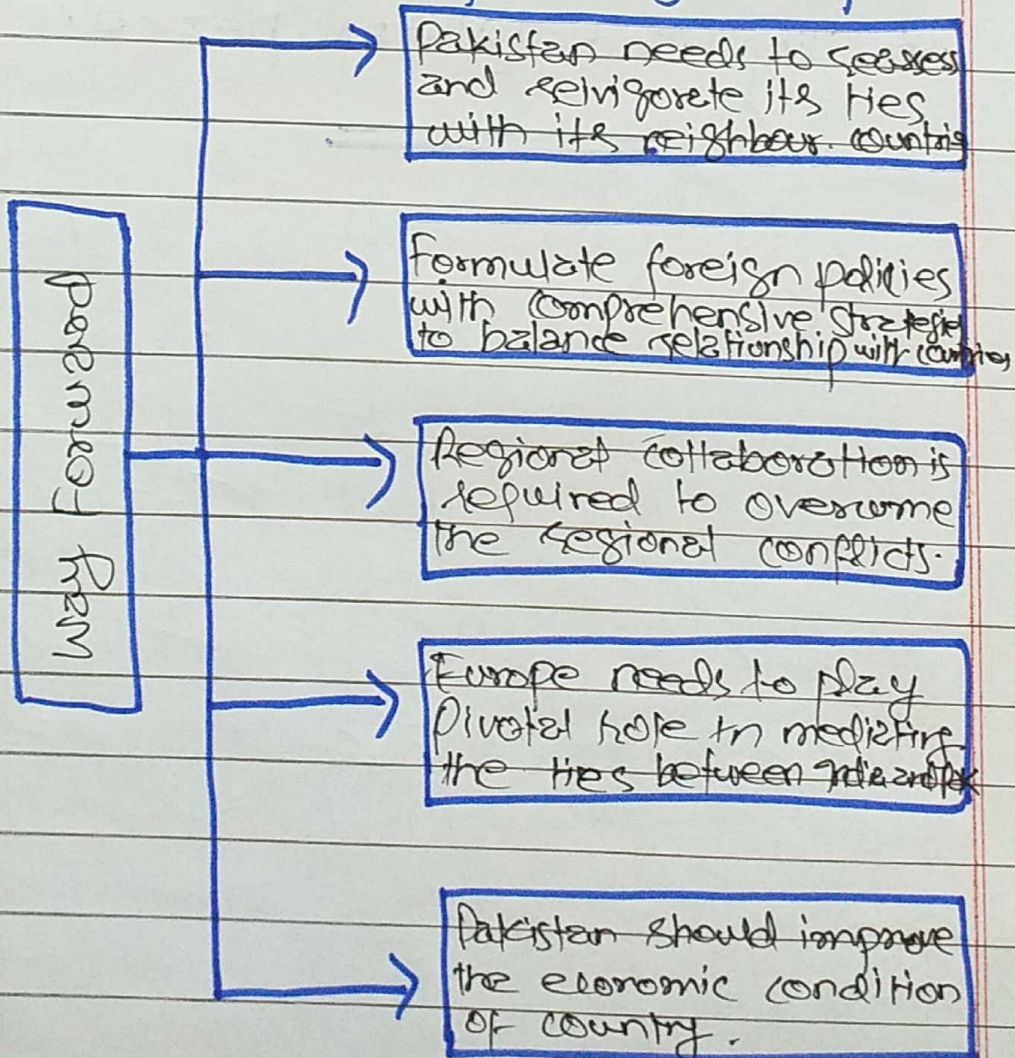 Way Forward
Pakistan needs to seassess
and reivigorate its ties
with its neighbour countries
Formulate foreign policies
with comprehensive strategies
to balance relationship with countries
Regional collaboration is
required to overcome
the regional conflicts.
Europe needs to play
Pivotal role in mediating
the ties between India and Pak
Pakistan should improve
the economic condition
of country.